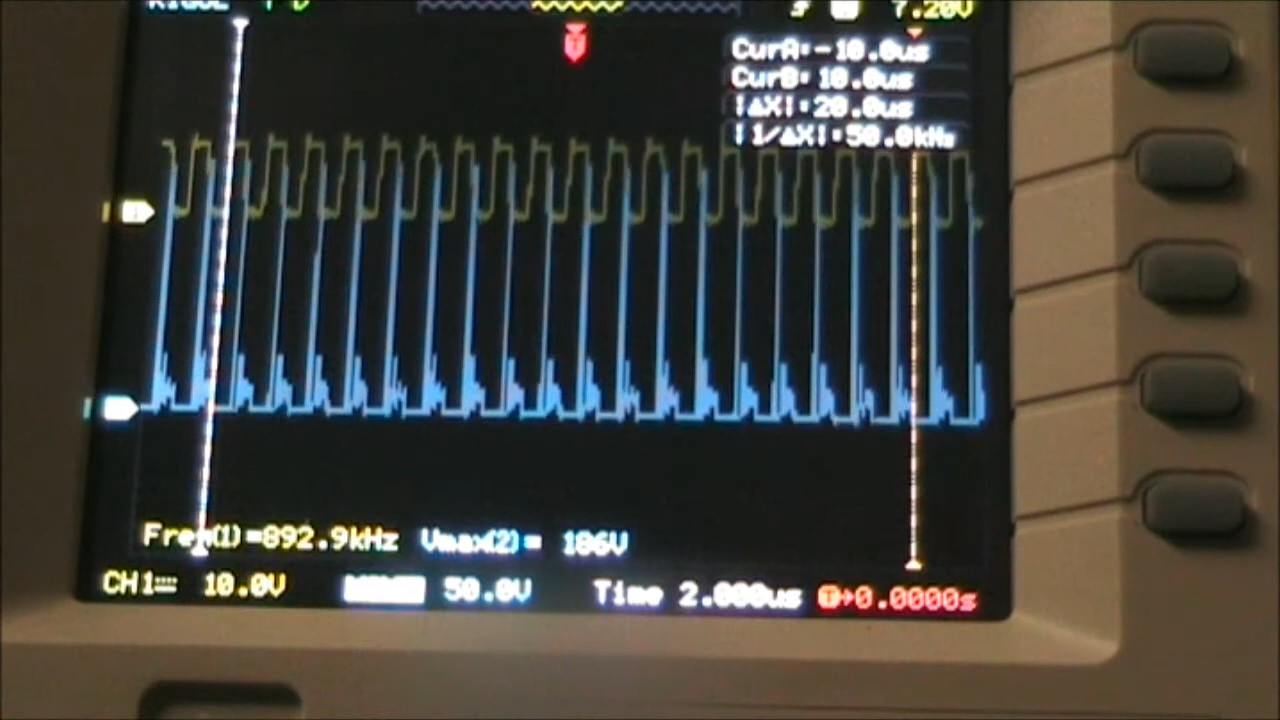 RIGOL T'D 7.20V
CurA:-10.0us
CurB: 10.0us
|ΔX|:20.0us
|1/ΔX|:50.0kHz
Freq(1)=892.9kHz Vmax(2)= 186V
CH1 10.0V 50.0V Time 2.000us T→0.0000s